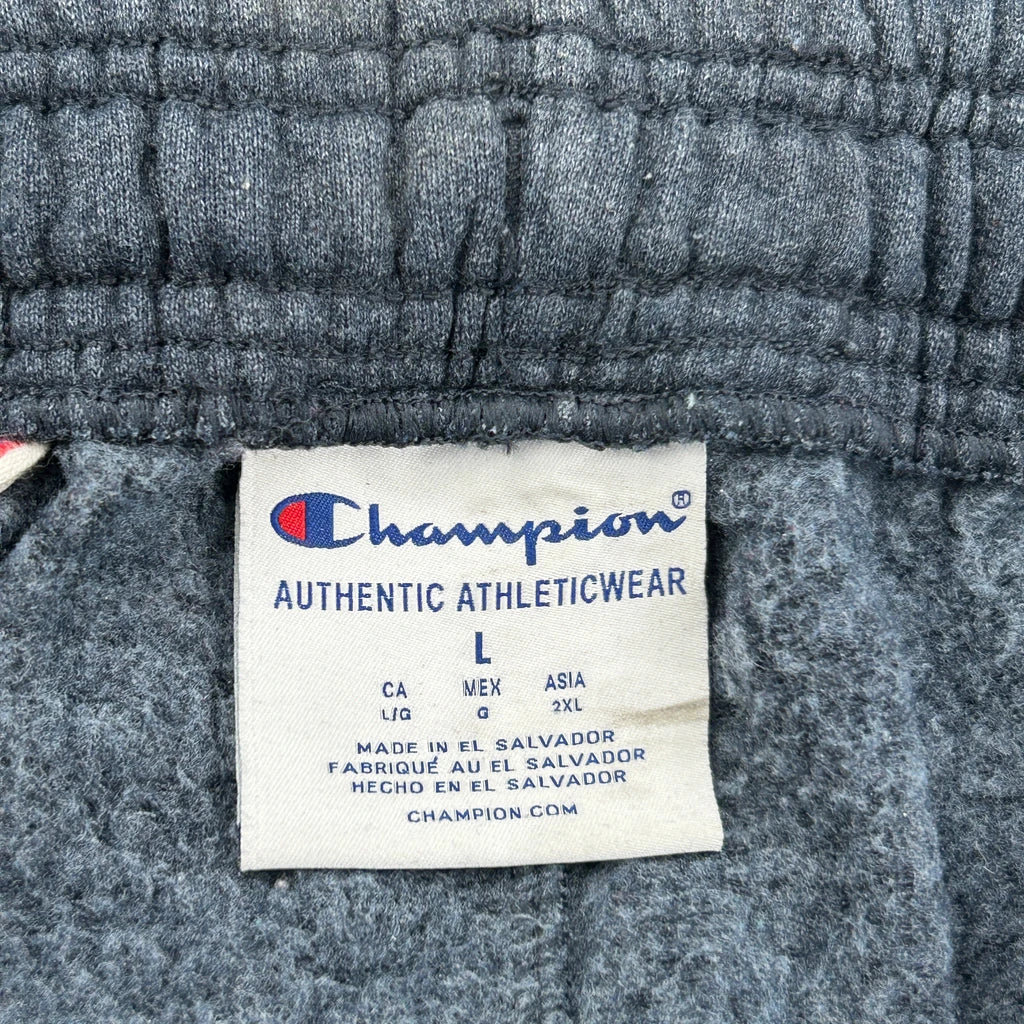 Champion®
AUTHENTIC ATHLETICWEAR
L
CA MEX ASIA
L/G G 2XL
MADE IN EL SALVADOR
FABRIQUÉ AU EL SALVADOR
HECHO EN EL SALVADOR
CHAMPION.COM